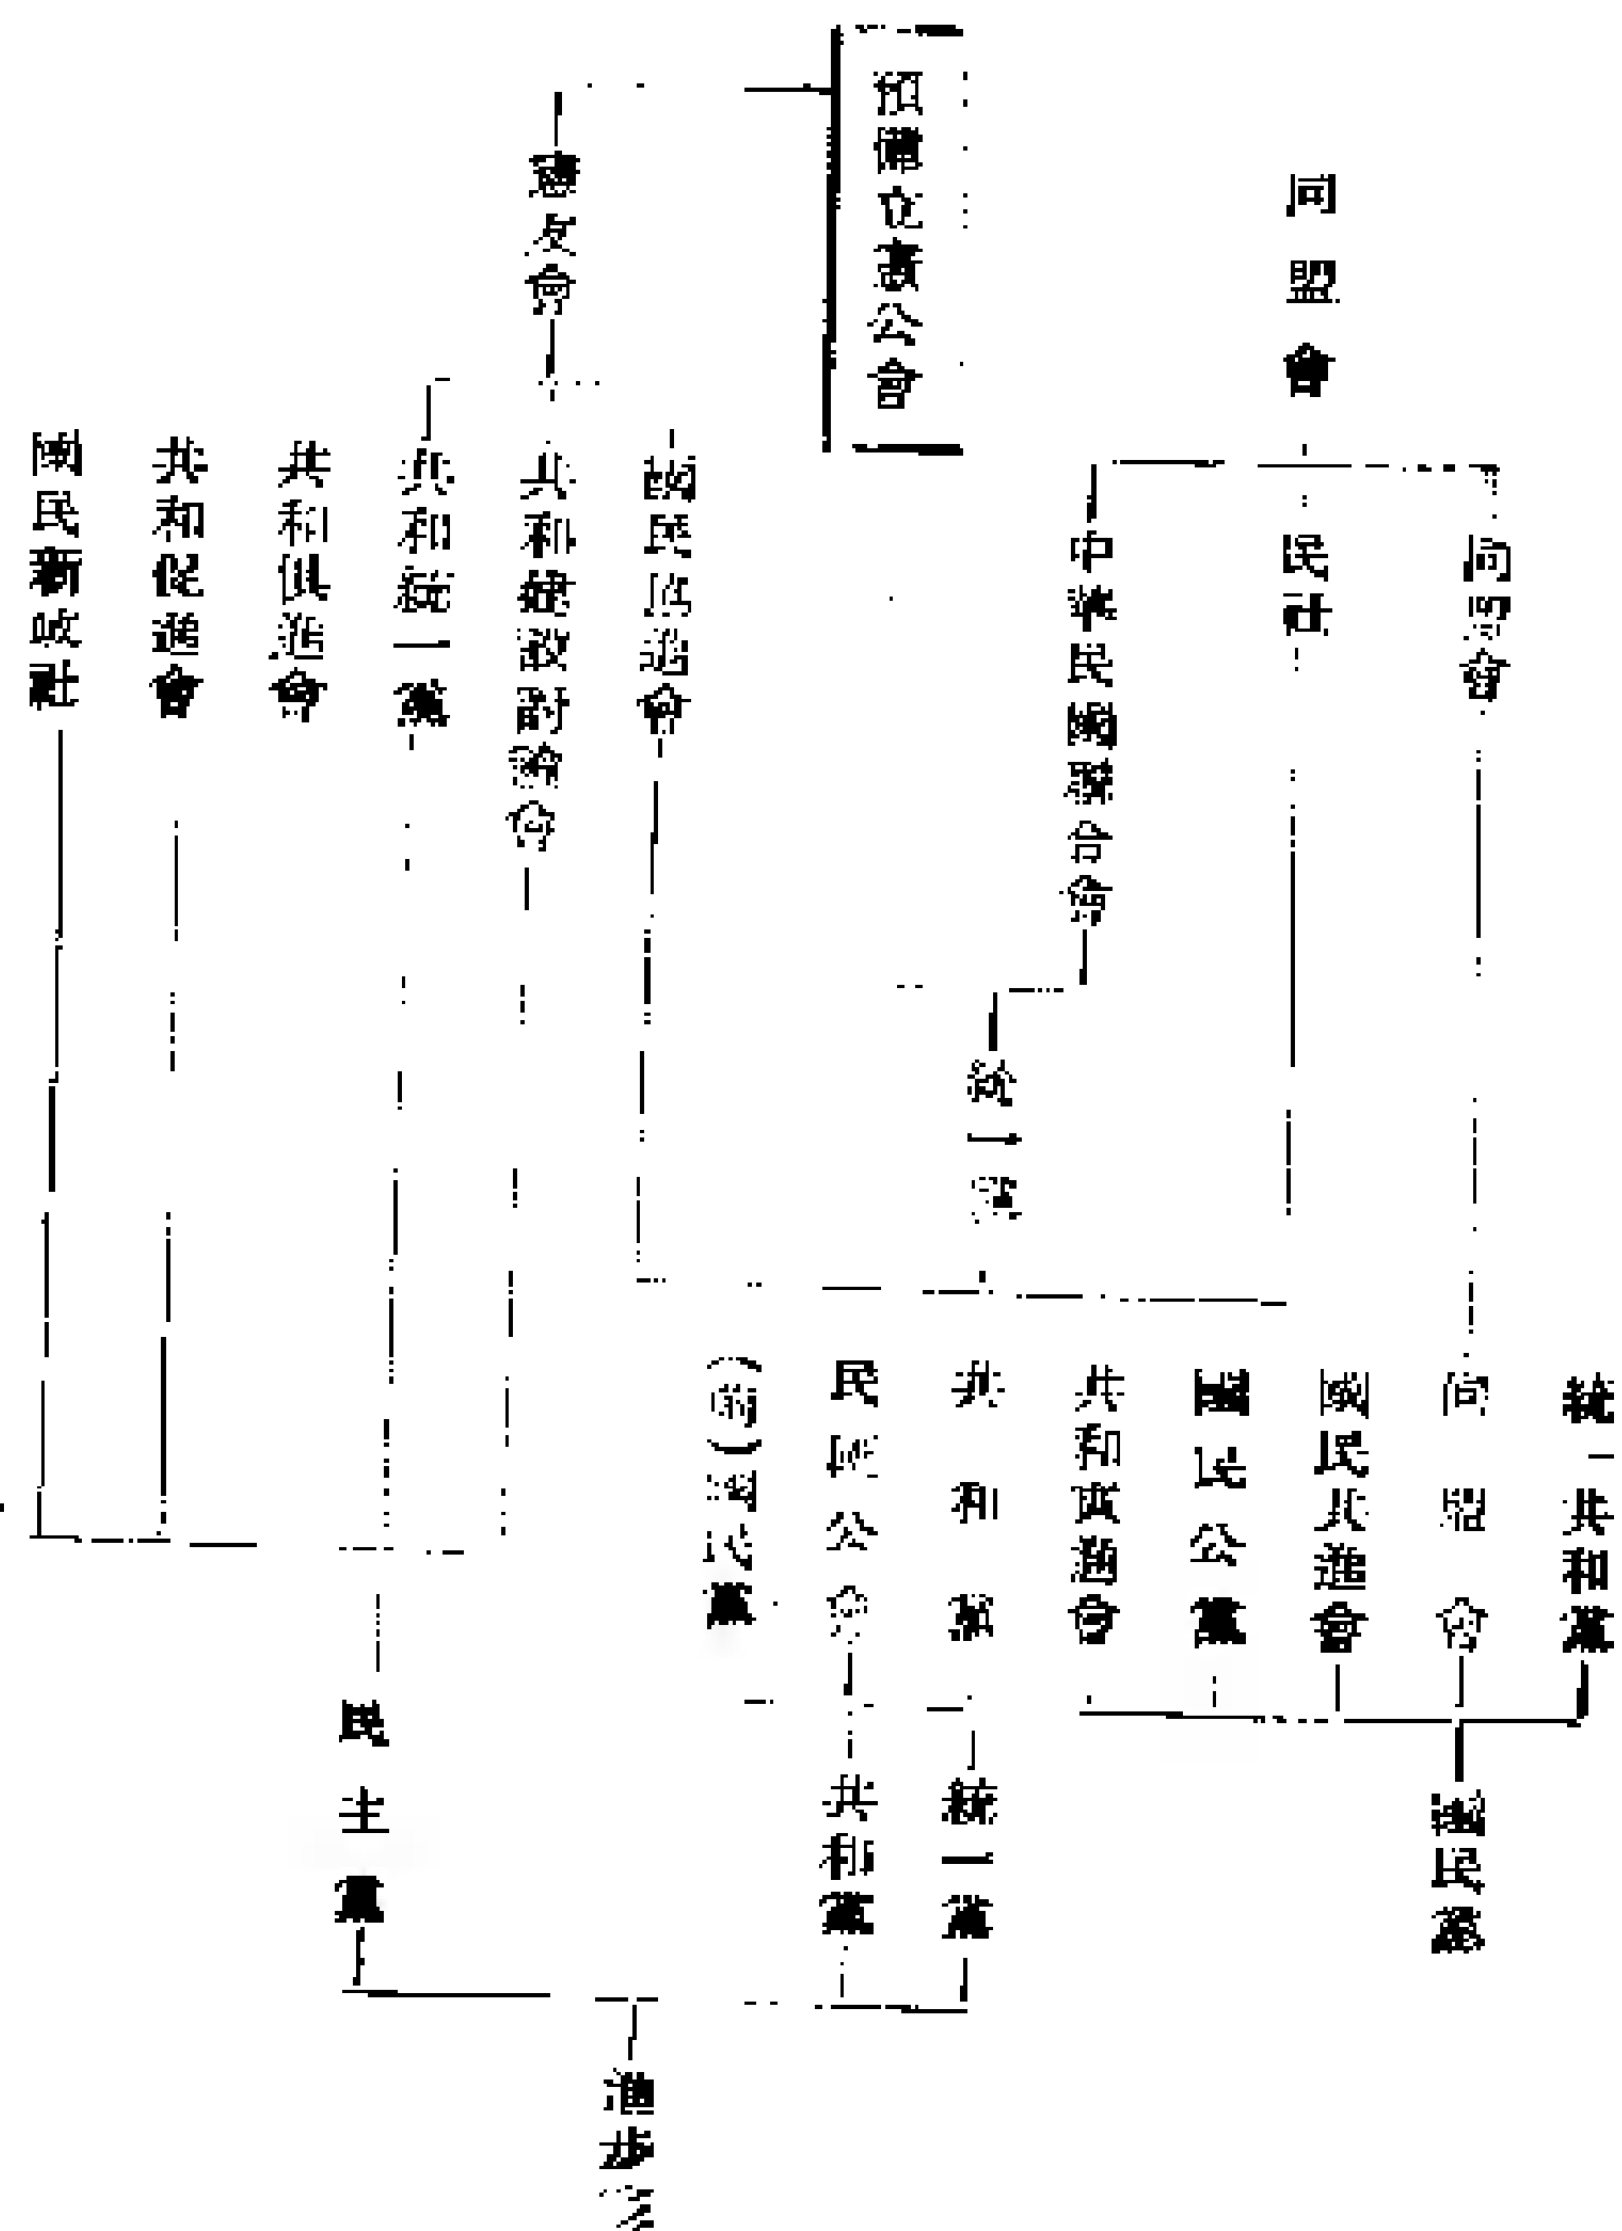 同盟會
預備立憲公會
憲友會
同盟會
民社
中華民國聯合會
國民協進會
共和建設討論會
共和統一黨
共和俱進會
共和促進會
國民新政社
統一黨
統一共和黨
同盟會
國民共進會
國民公黨
共和實進會
共和黨
民國公會
國民黨
統一黨
共和黨
民主黨
進步